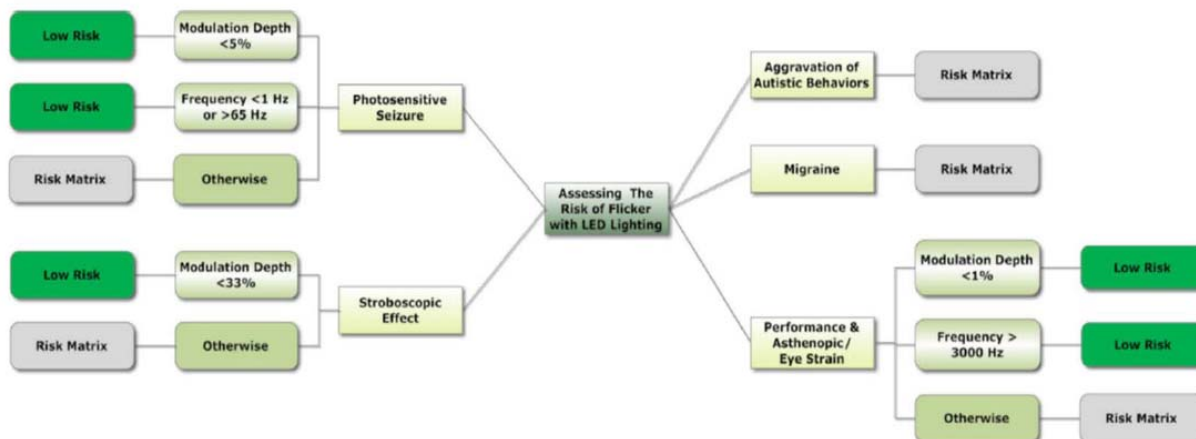 Low Risk
Modulation Depth
<5%
Low Risk
Frequency <1 Hz
or >65 Hz
Risk Matrix
Otherwise
Photosensitive
Seizure
Low Risk
Modulation Depth
<33%
Risk Matrix
Otherwise
Stroboscopic
Effect
Assessing The
Risk of Flicker
with LED Lighting
Aggravation of
Autistic Behaviors
Risk Matrix
Migraine
Risk Matrix
Performance &
Asthenopic/
Eye Strain
Modulation Depth
<1%
Low Risk
Frequency >
3000 Hz
Low Risk
Otherwise
Risk Matrix